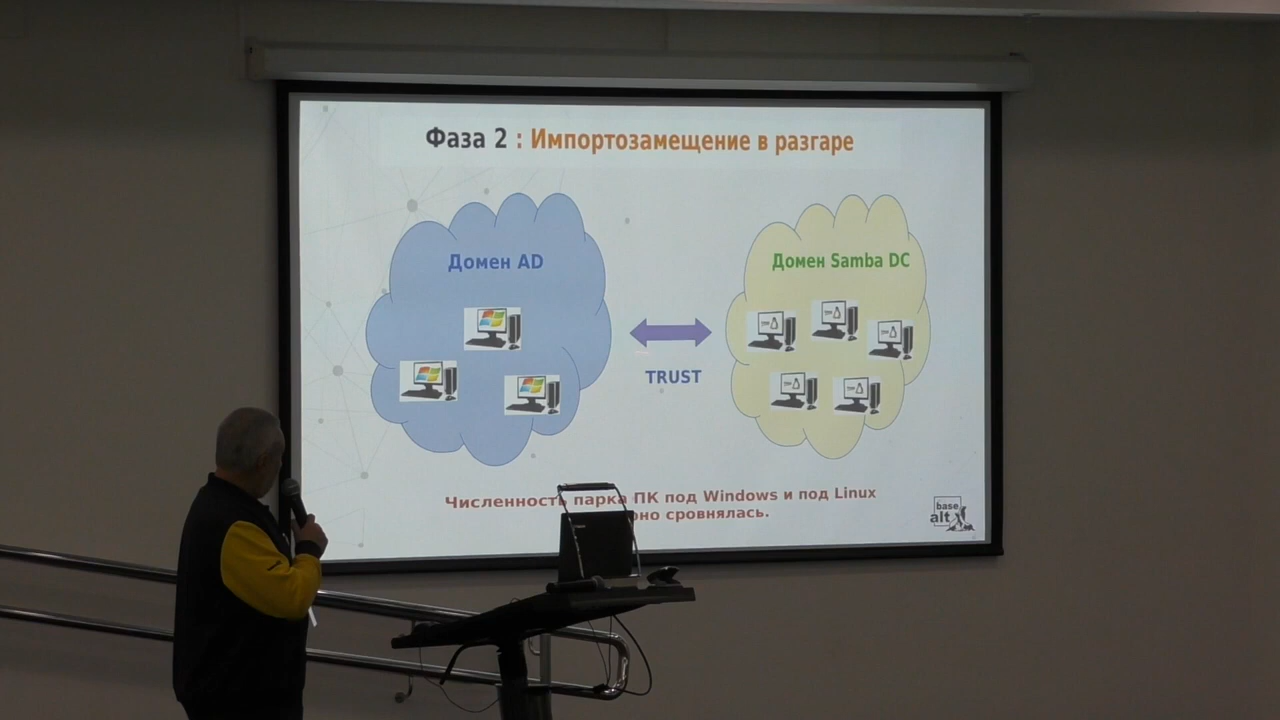 Фаза 2 : Импортозамещение в разгаре
Домен AD
Домен Samba DC
TRUST
Численность парка ПК под Windows и под Linux
сровнялась.
base
alt